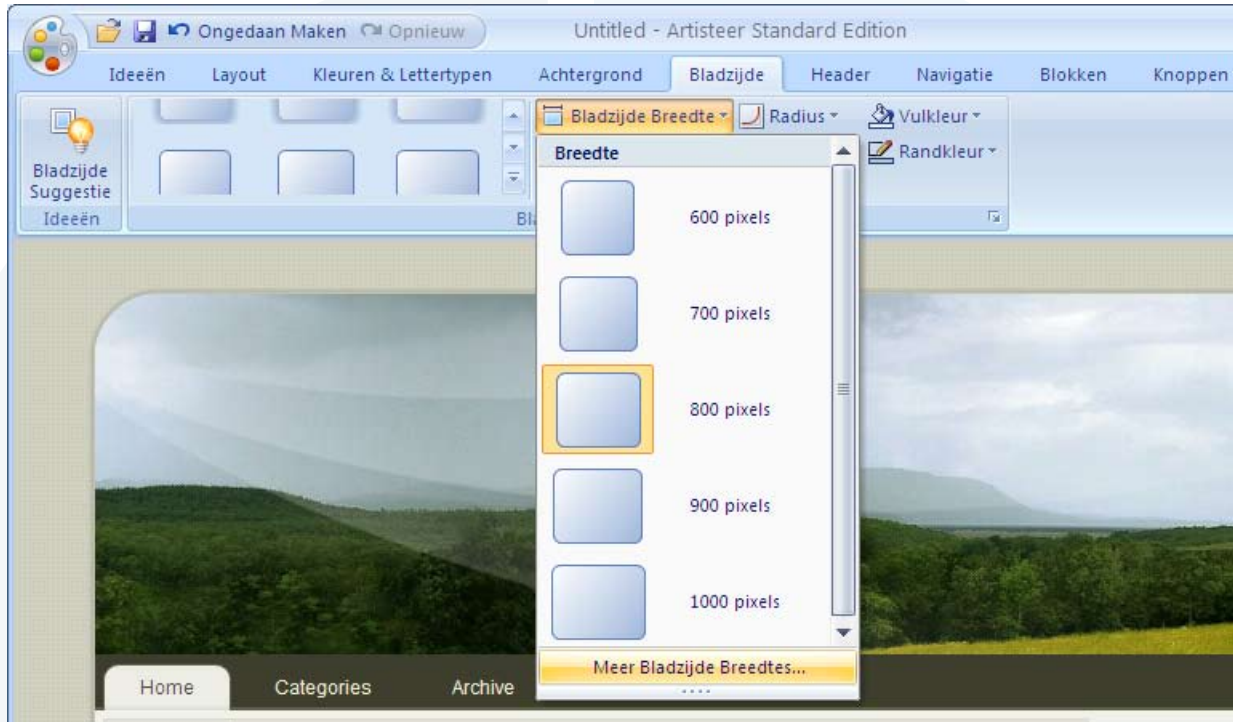 Ongedaan Maken Opnieuw Untitled - Artisteer Standard Edition
Ideeën Layout Kleuren & Lettertypen Achtergrond Bladzijde Header Navigatie Blokken Knoppen
Bladzijde Breedte Radius Vulkleur
Randkleur
Bladzijde
Suggestie
Ideeën
Breedte
600 pixels
700 pixels
800 pixels
900 pixels
1000 pixels
Meer Bladzijde Breedtes...
Home Categories Archive